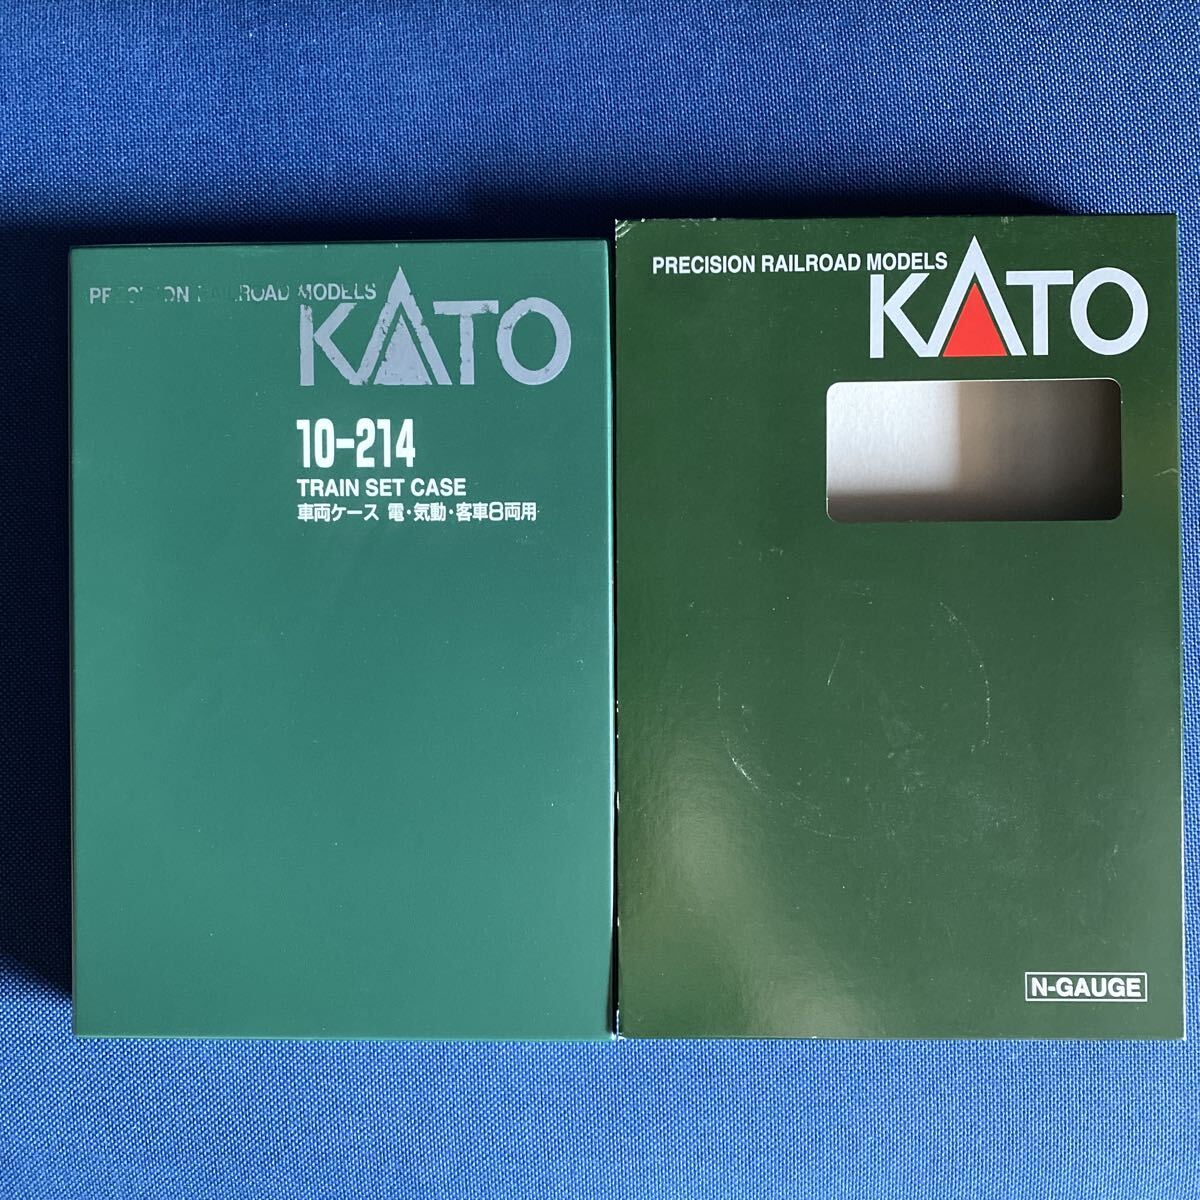 PRECISION RAILROAD MODELS
KATO
10-214
TRAIN SET CASE
車両ケース 電・気動・客車8両用
PRECISION RAILROAD MODELS
KATO
N-GAUGE